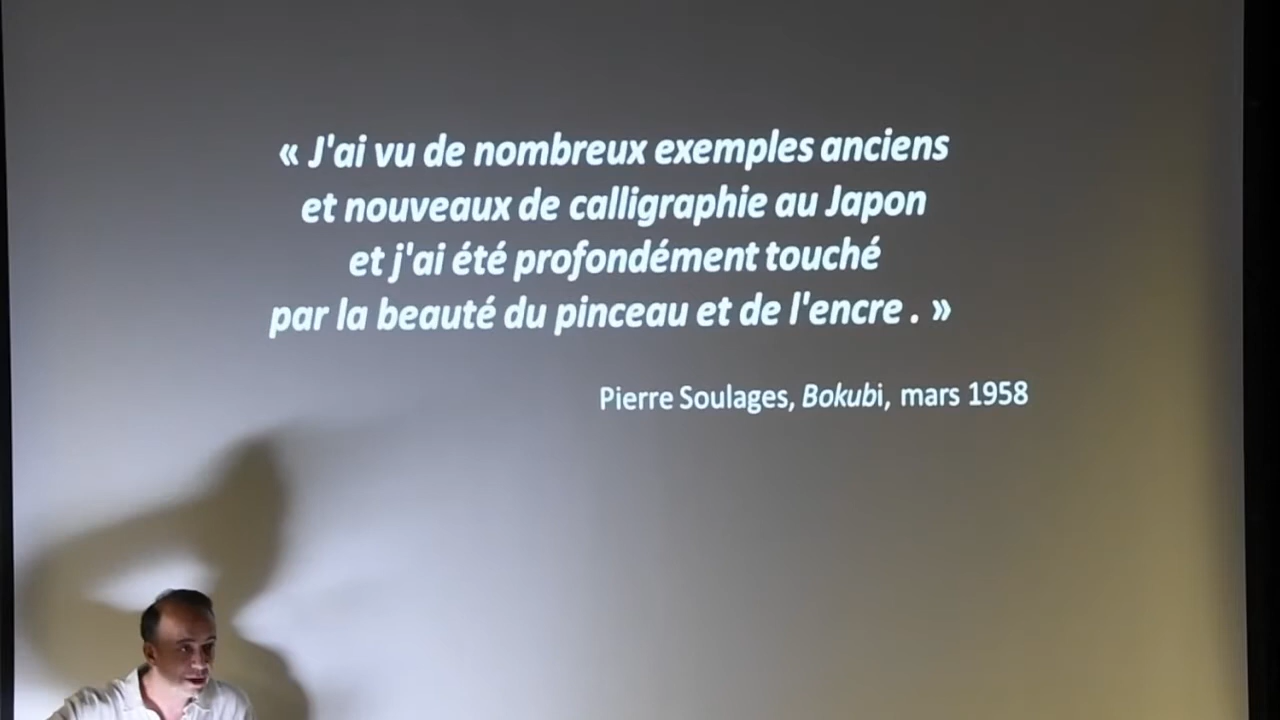 « J'ai vu de nombreux exemples anciens
et nouveaux de calligraphie au Japon
et j'ai été profondément touché
par la beauté du pinceau et de l'encre . »
Pierre Soulages, Bokubi, mars 1958